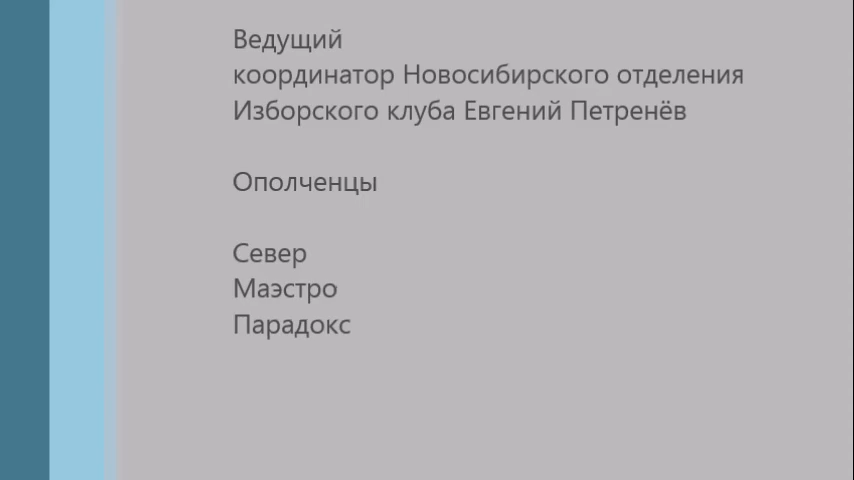 Ведущий
координатор Новосибирского отделения
Изборского клуба Евгений Петренёв
Ополченцы
Север
Маэстро
Парадокс